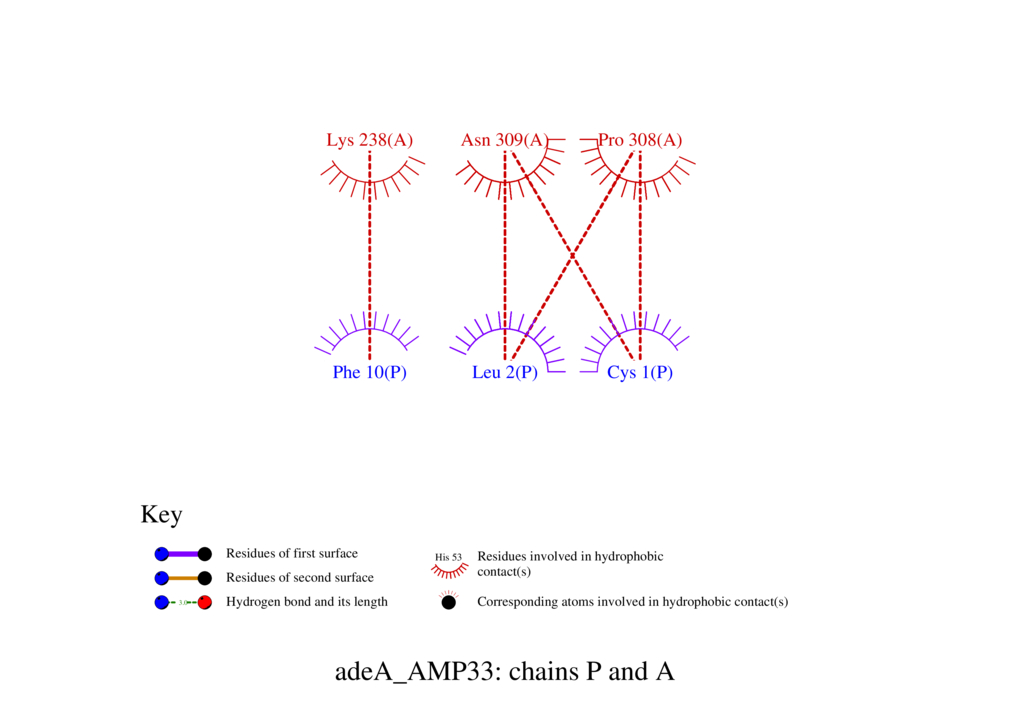 Lys 238(A) Asn 309(A) Pro 308(A)
Phe 10(P) Leu 2(P) Cys 1(P)
Key
Residues of first surface
Residues of second surface
3.0
Hydrogen bond and its length
His 53
Residues involved in hydrophobic
contact(s)
Corresponding atoms involved in hydrophobic contact(s)
adeA_AMP33: chains P and A